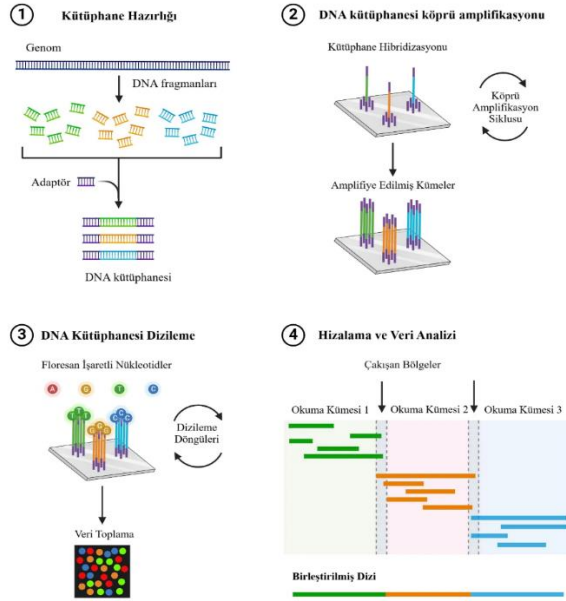 1 Kütüphane Hazırlığı
Genom
DNA fragmanları
Adaptör
DNA kütüphanesi
2 DNA kütüphanesi köprü amplifikasyonu
Kütüphane Hibridizasyonu
Köprü
Amplifikasyon
Siklusu
Amplifiye Edilmiş Kümeler
3 DNA Kütüphanesi Dizileme
Floresan İşaretli Nükleotidler
A G T C
T T T
G G G
C C C
Dizileme
Döngüleri
Veri Toplama
4 Hizalama ve Veri Analizi
Çakışan Bölgeler
Okuma Kümesi 1 Okuma Kümesi 2 Okuma Kümesi 3
Birleştirilmiş Dizi